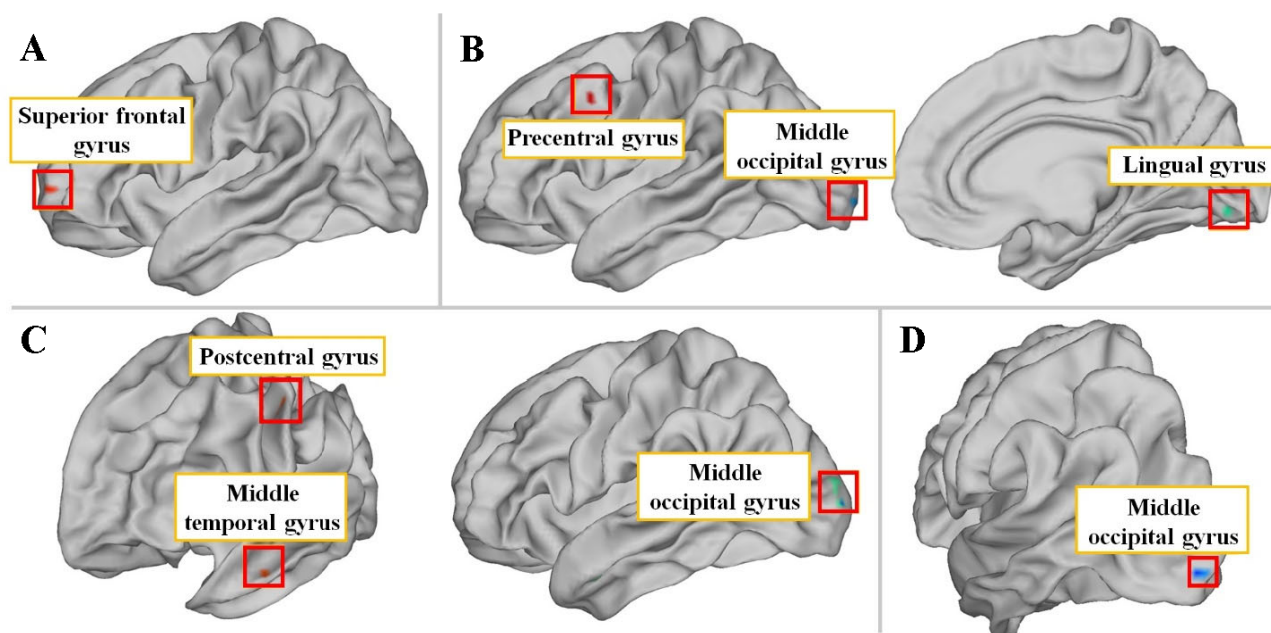 A
Superior frontal
gyrus
B
Precentral gyrus
Middle
occipital gyrus
Lingual gyrus
C
Postcentral gyrus
Middle
temporal gyrus
Middle
occipital gyrus
D
Middle
occipital gyrus